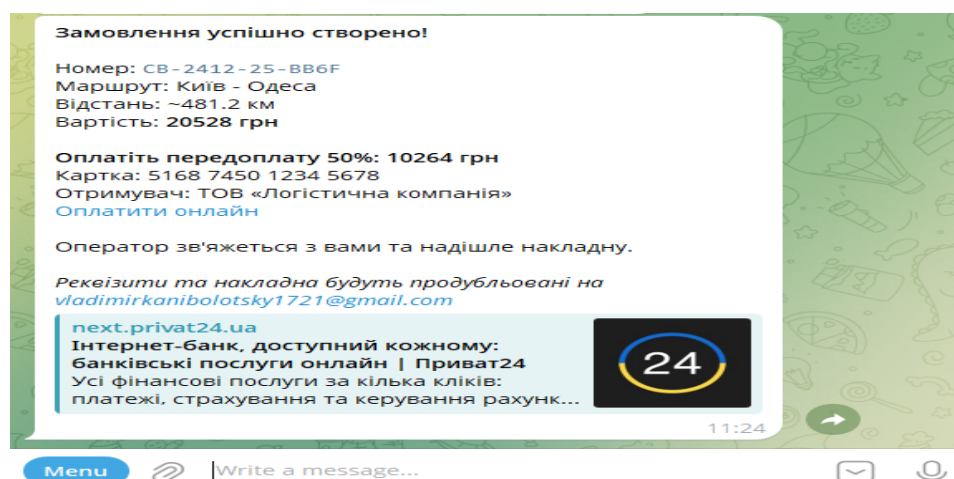 Замовлення успішно створено!
Номер: CB-2412-25-BB6F
Маршрут: Київ - Одеса
Відстань: ~481.2 км
Вартість: 20528 грн
Оплатіть передоплату 50%: 10264 грн
Картка: 5168 7450 1234 5678
Отримувач: ТОВ «Логістична компанія»
Оплатити онлайн
Оператор зв'яжеться з вами та надішле накладну.
Реквізити та накладна будуть продубльовані на
vladimirkanibolotsky1721@gmail.com
next.privat24.ua
Інтернет-банк, доступний кожному:
банківські послуги онлайн | Приват24
Усі фінансові послуги за кілька кліків:
платежі, страхування та керування рахунк...
24
11:24
Menu
Write a message...